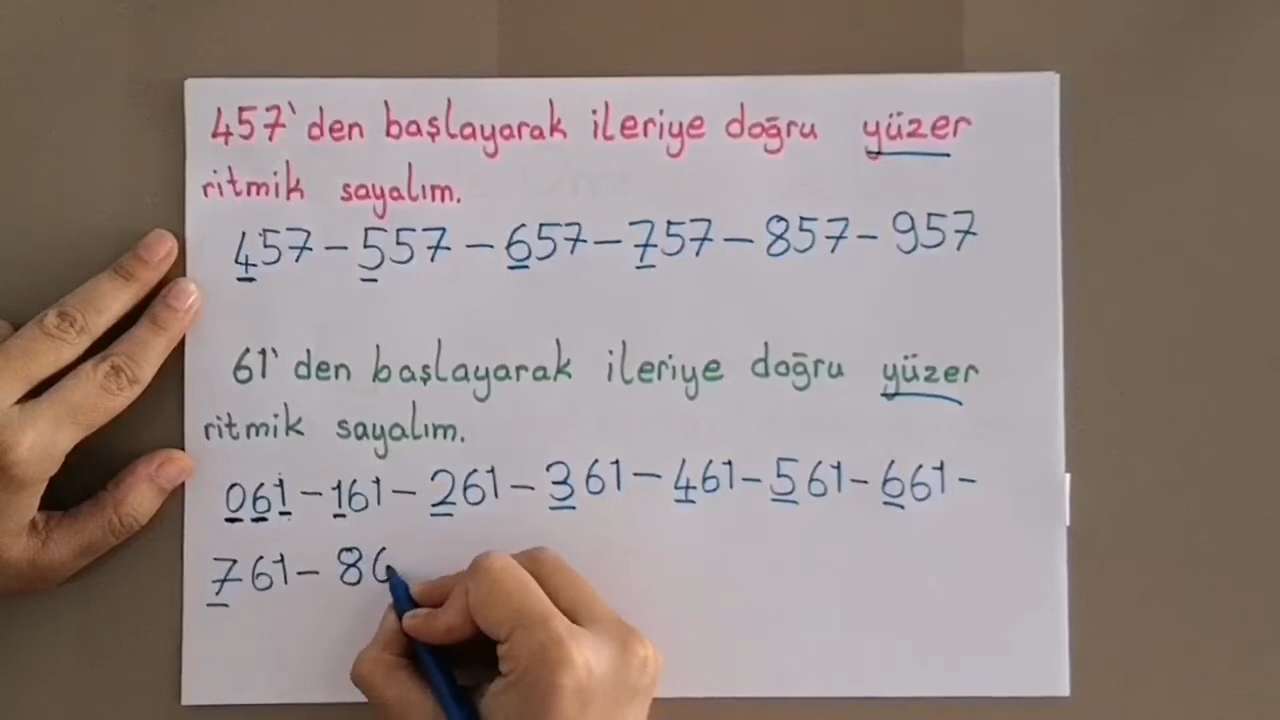 457'den başlayarak ileriye doğru yüzer
ritmik sayalım.
457 – 557 – 657 – 757 – 857 – 957
61'den başlayarak ileriye doğru yüzer
ritmik sayalım.
061 – 161 – 261 – 361 – 461 – 561 – 661 –
761 – 86